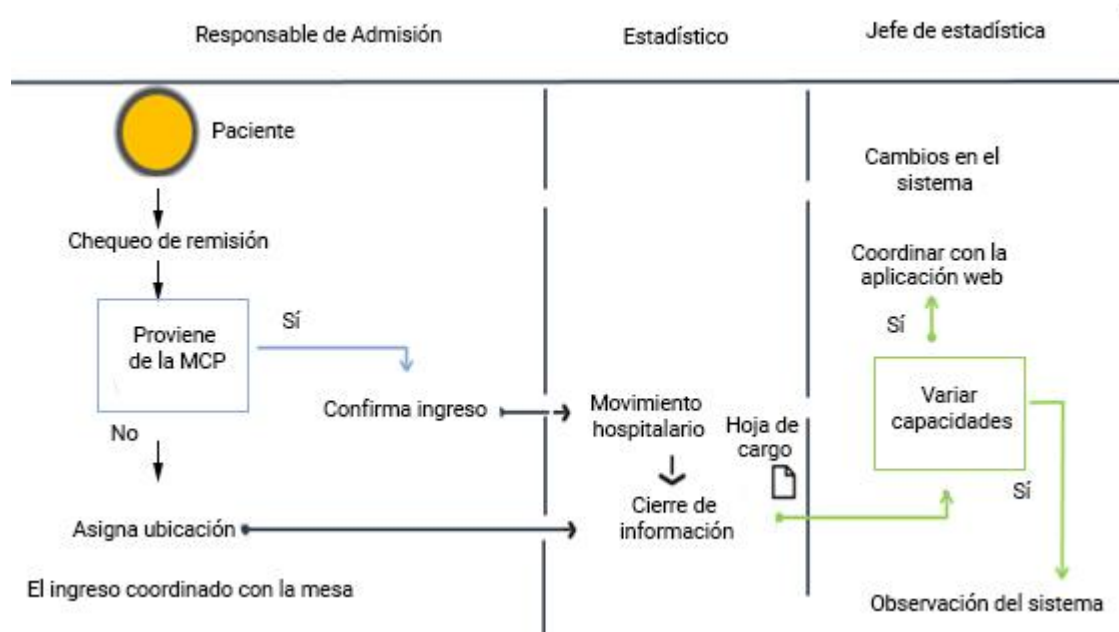 Responsable de Admisión
Estadístico
Jefe de estadística
Paciente
Chequeo de remisión
Proviene
de la MCP
Sí
No
Confirma ingreso
Asigna ubicación
El ingreso coordinado con la mesa
Movimiento
hospitalario
Hoja de
cargo
Cierre de
información
Cambios en el
sistema
Coordinar con la
aplicación web
Sí
Variar
capacidades
Sí
Observación del sistema